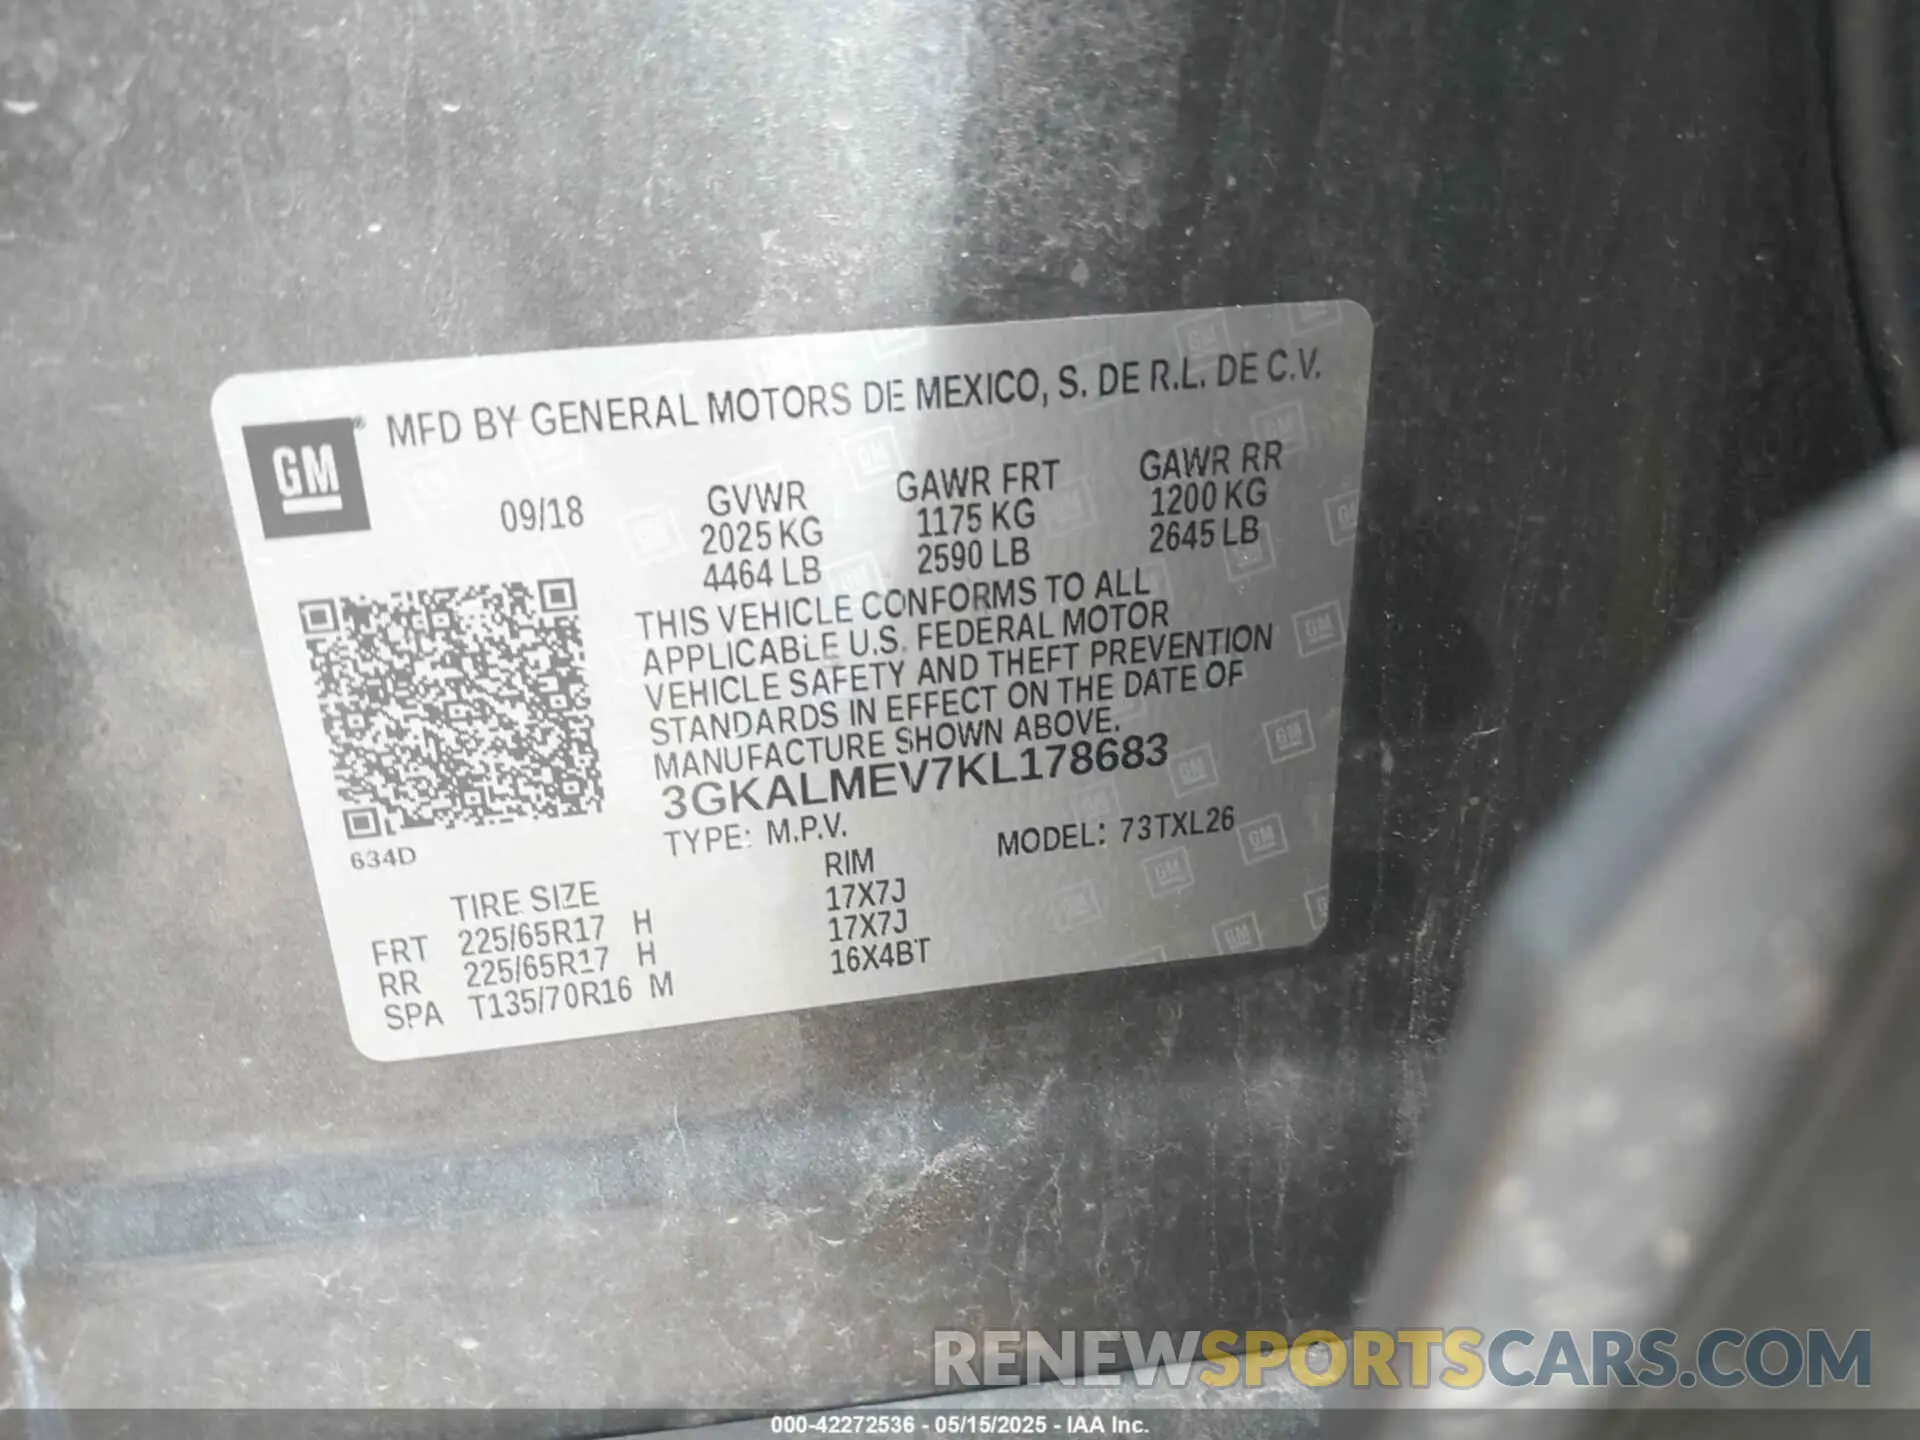 GM® MFD BY GENERAL MOTORS DE MEXICO, S. DE R.L. DE C.V.
09/18 GVWR GAWR FRT GAWR RR
2025 KG 1175 KG 1200 KG
4464 LB 2590 LB 2645 LB
THIS VEHICLE CONFORMS TO ALL
APPLICABLE U.S. FEDERAL MOTOR
VEHICLE SAFETY AND THEFT PREVENTION
STANDARDS IN EFFECT ON THE DATE OF
MANUFACTURE SHOWN ABOVE.
3GKALMEV7KL178683
TYPE: M.P.V. MODEL: 73TXL26
634D
TIRE SIZE RIM
FRT 225/65R17 H 17X7J
RR 225/65R17 H 17X7J
SPA T135/70R16 M 16X4BT
RENEWSPORTSCARS.COM
000-42272536 - 05/15/2025 - IAA Inc.